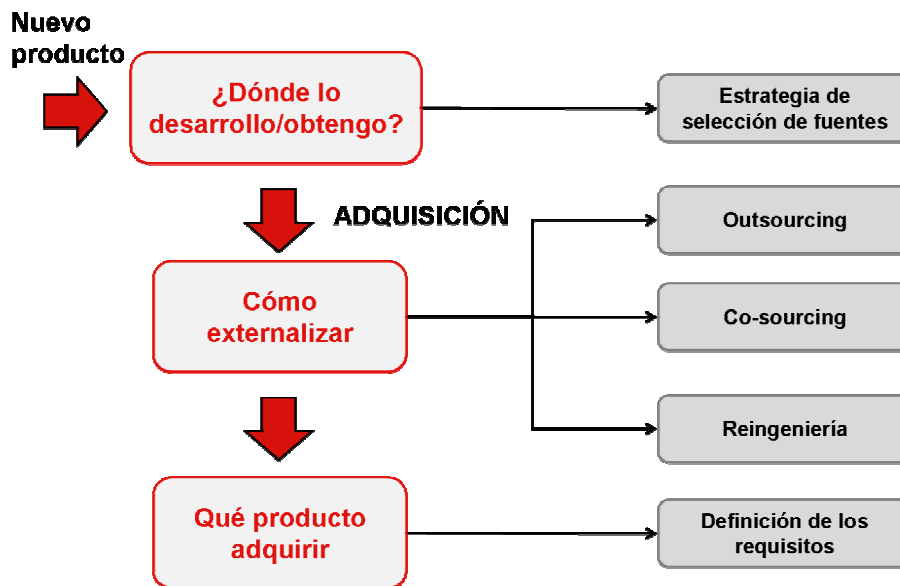 Nuevo
producto
¿Dónde lo
desarrollo/obtengo?
Estrategia de
selección de fuentes
ADQUISICIÓN
Outsourcing
Cómo
externalizar
Co-sourcing
Reingeniería
Qué producto
adquirir
Definición de los
requisitos